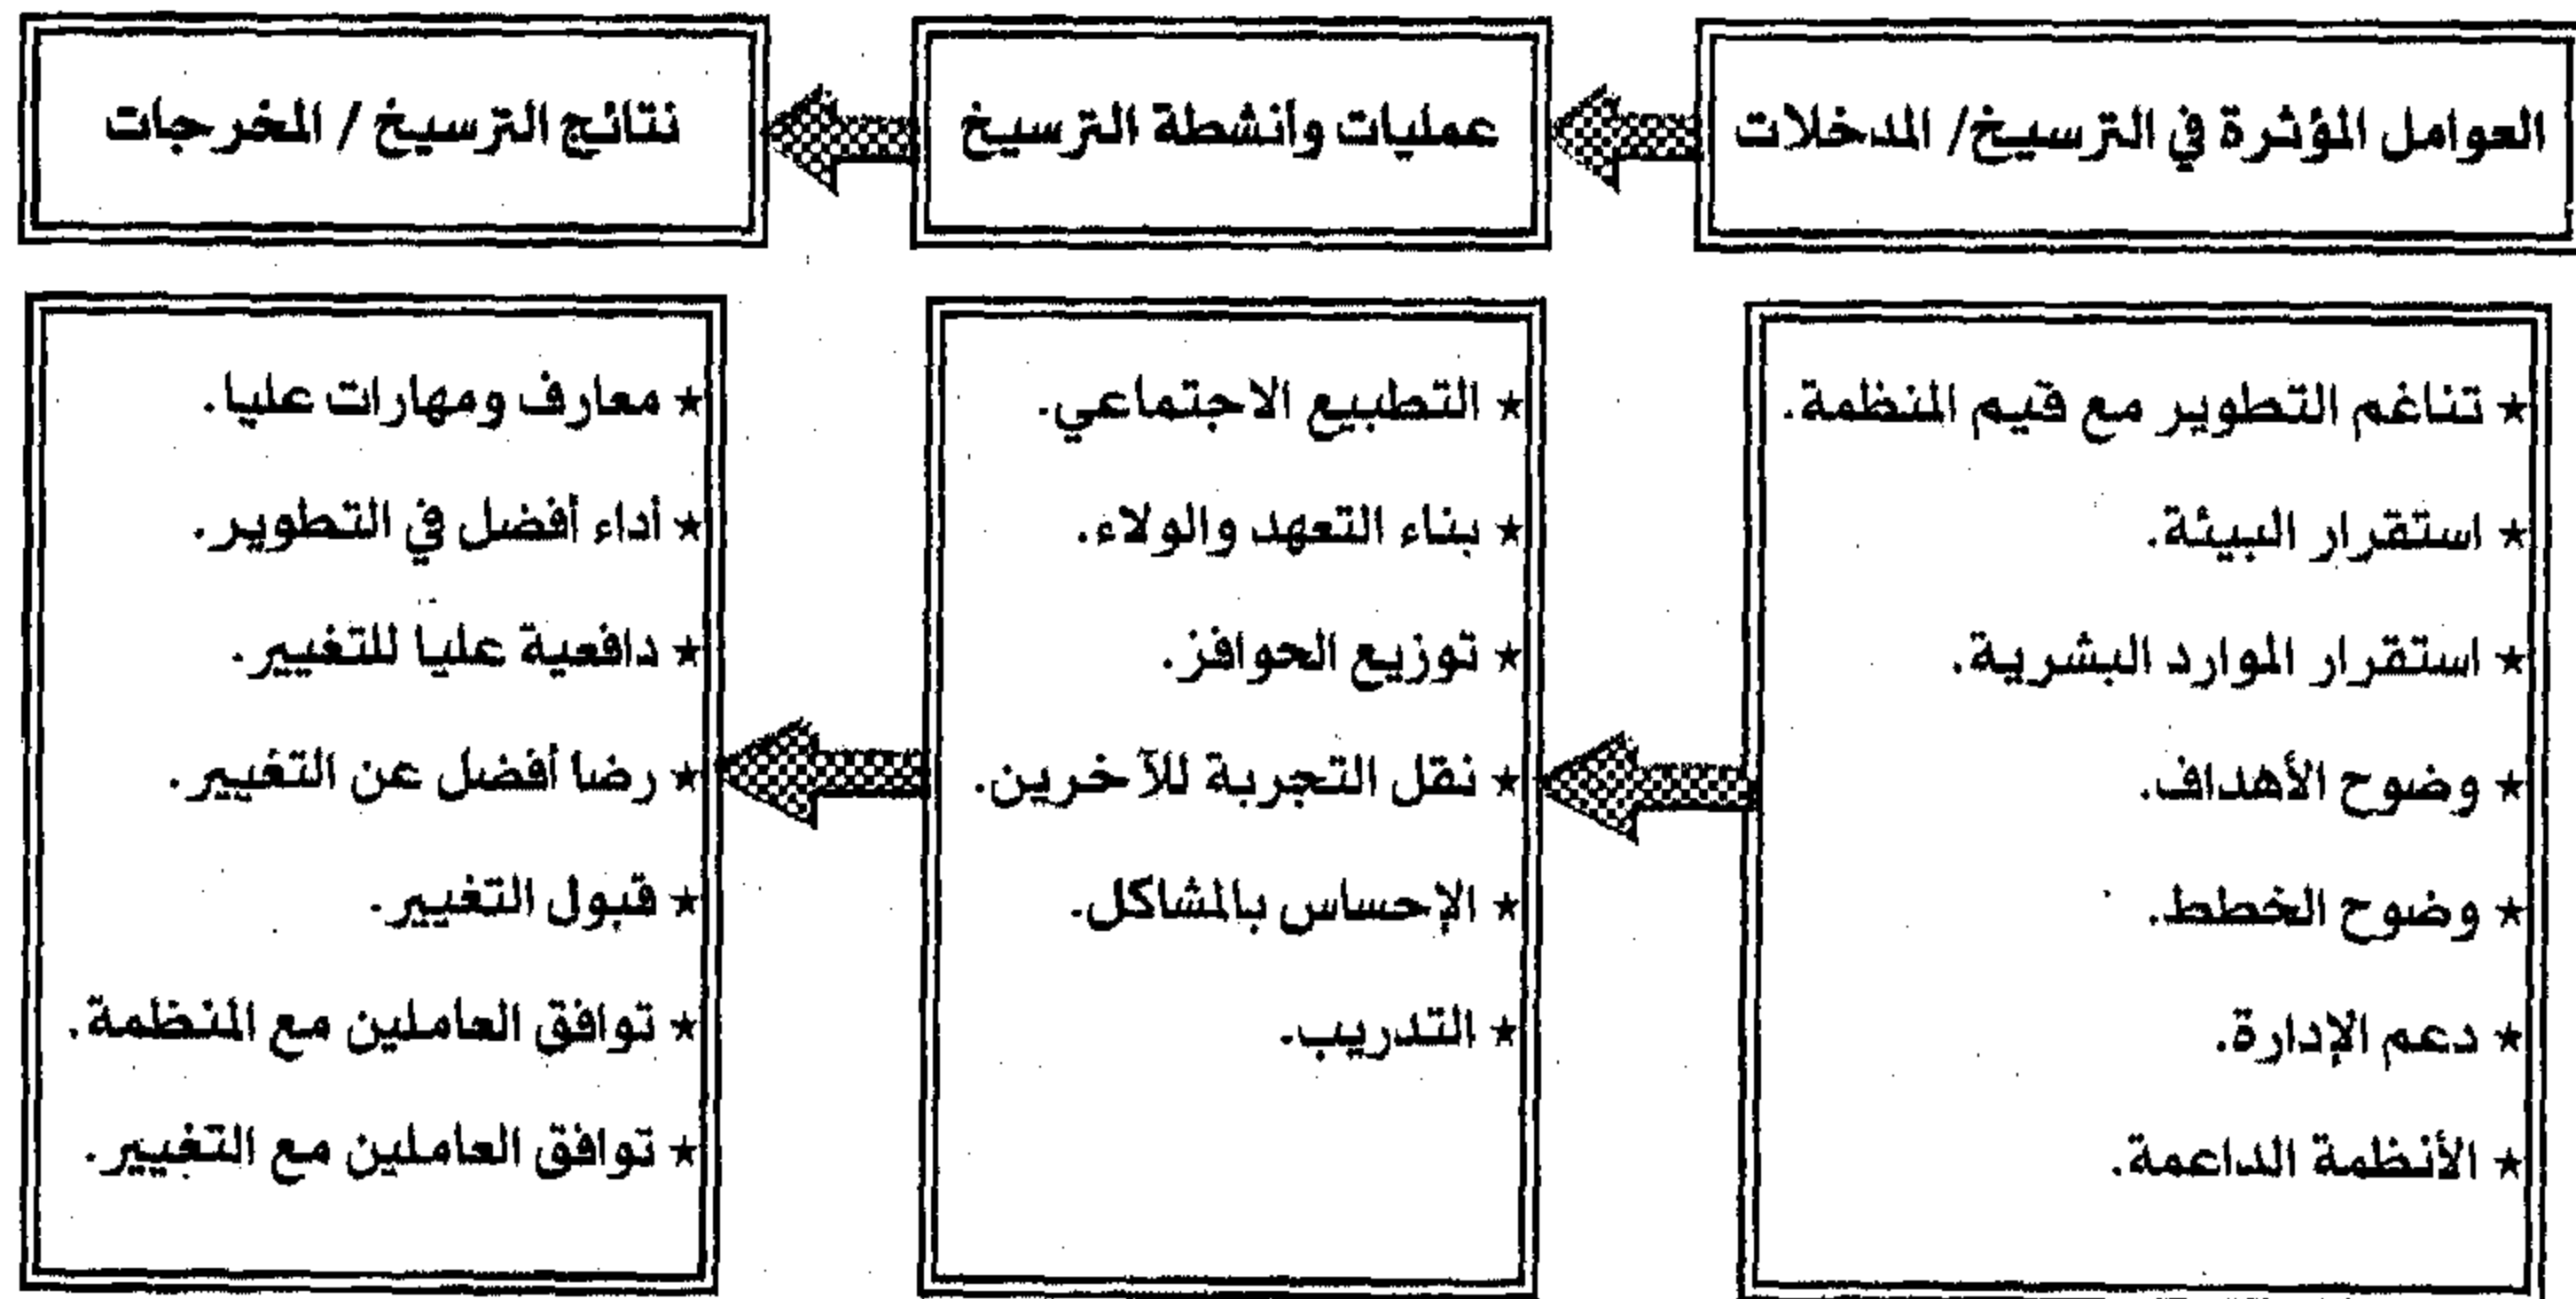 العوامل المؤثرة في الترسيخ/ المدخلات
عمليات وأنشطة الترسيخ
نتائج الترسيخ / المخرجات
★ تناغم التطوير مع قيم المنظمة.
★ استقرار البيئة.
★ استقرار الموارد البشرية.
★ وضوح الأهداف.
★ وضوح الخطط.
★ دعم الإدارة.
★ الأنظمة الداعمة.
★ التطبيع الاجتماعي.
★ بناء التعهد والولاء.
★ توزيع الحوافز.
★ نقل التجربة للآخرين.
★ الإحساس بالمشاكل.
★ التدريب.
★ معارف ومهارات عليا.
★ أداء أفضل في التطوير.
★ دافعية عليا للتغيير.
★ رضا أفضل عن التغيير.
★ قبول التغيير.
★ توافق العاملين مع المنظمة.
★ توافق العاملين مع التغيير.